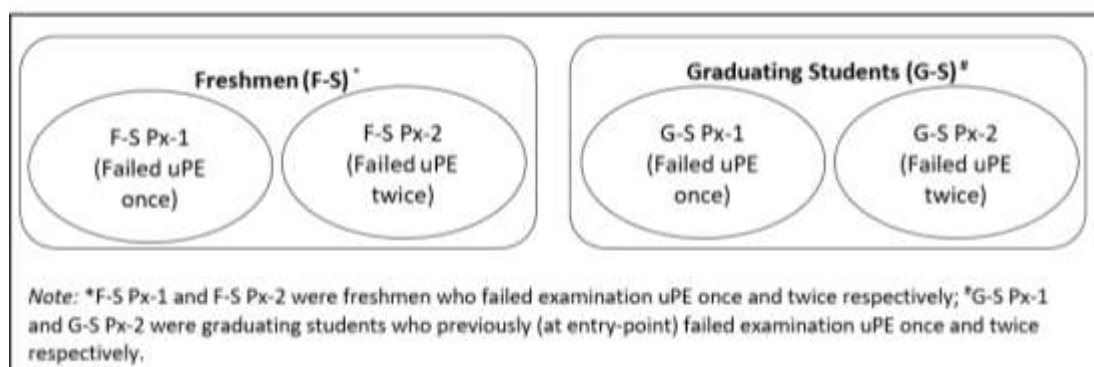 Freshmen (F-S) *
F-S Px-1
(Failed uPE
once)
F-S Px-2
(Failed uPE
twice)
Graduating Students (G-S) #
G-S Px-1
(Failed uPE
once)
G-S Px-2
(Failed uPE
twice)
Note: *F-S Px-1 and F-S Px-2 were freshmen who failed examination uPE once and twice respectively; #G-S Px-1
and G-S Px-2 were graduating students who previously (at entry-point) failed examination uPE once and twice
respectively.